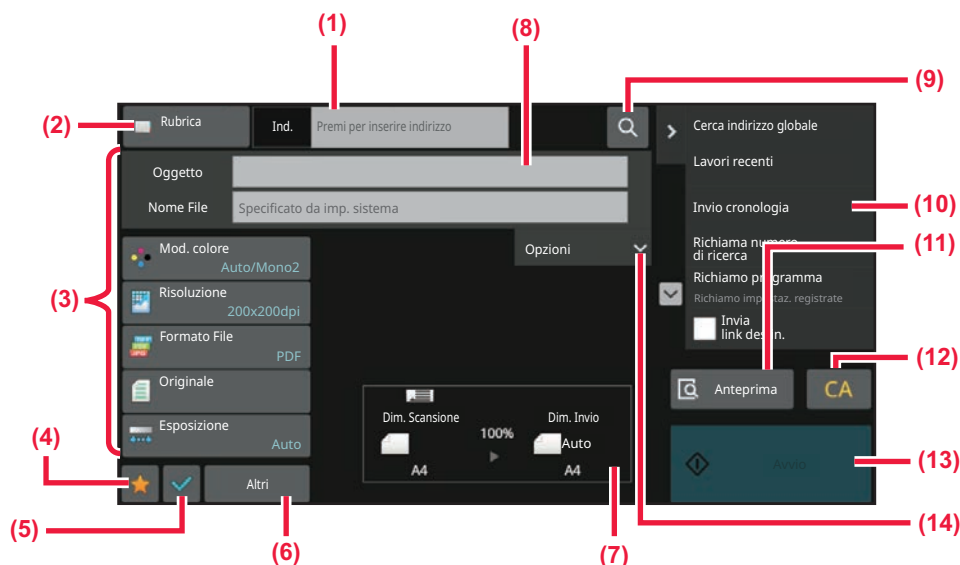 (1)
(8)
(9)
(2)
Rubrica
Ind.
Premi per inserire indirizzo
Cerca indirizzo globale
Lavori recenti
Oggetto
Nome File
Specificato da imp. sistema
Invio cronologia
(10)
(11)
Opzioni
Richiama numero
di ricerca
Richiamo programma
Richiamo impostaz. registrate
Invia
link destin.
(3)
Mod. colore
Auto/Mono2
Risoluzione
200x200dpi
Formato File
PDF
Originale
Esposizione
Auto
Dim. Scansione
100%
Dim. Invio
Auto
A4
A4
Anteprima
CA
(12)
Avvio
(13)
(4)
Altri
(5)
(6)
(7)
(14)